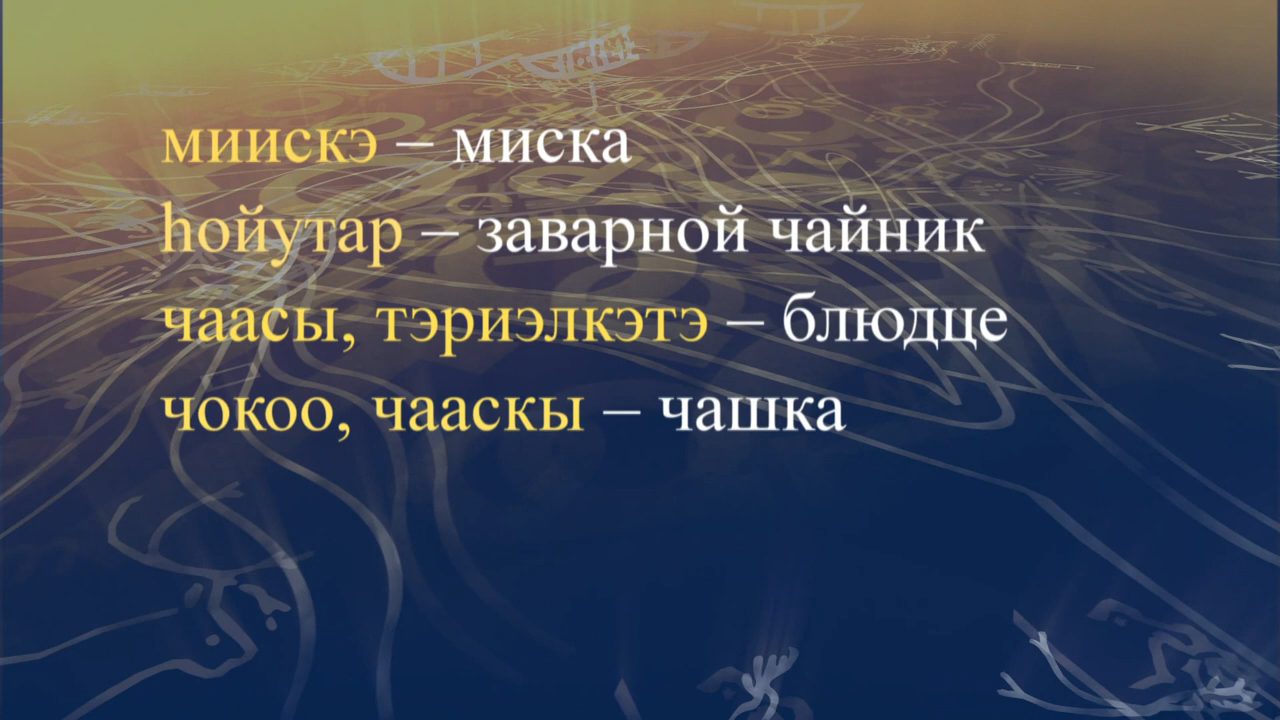 миискэ – миска
һойутар – заварной чайник
чаасы, тэриэлкэтэ – блюдце
чокоо, чааскы – чашка